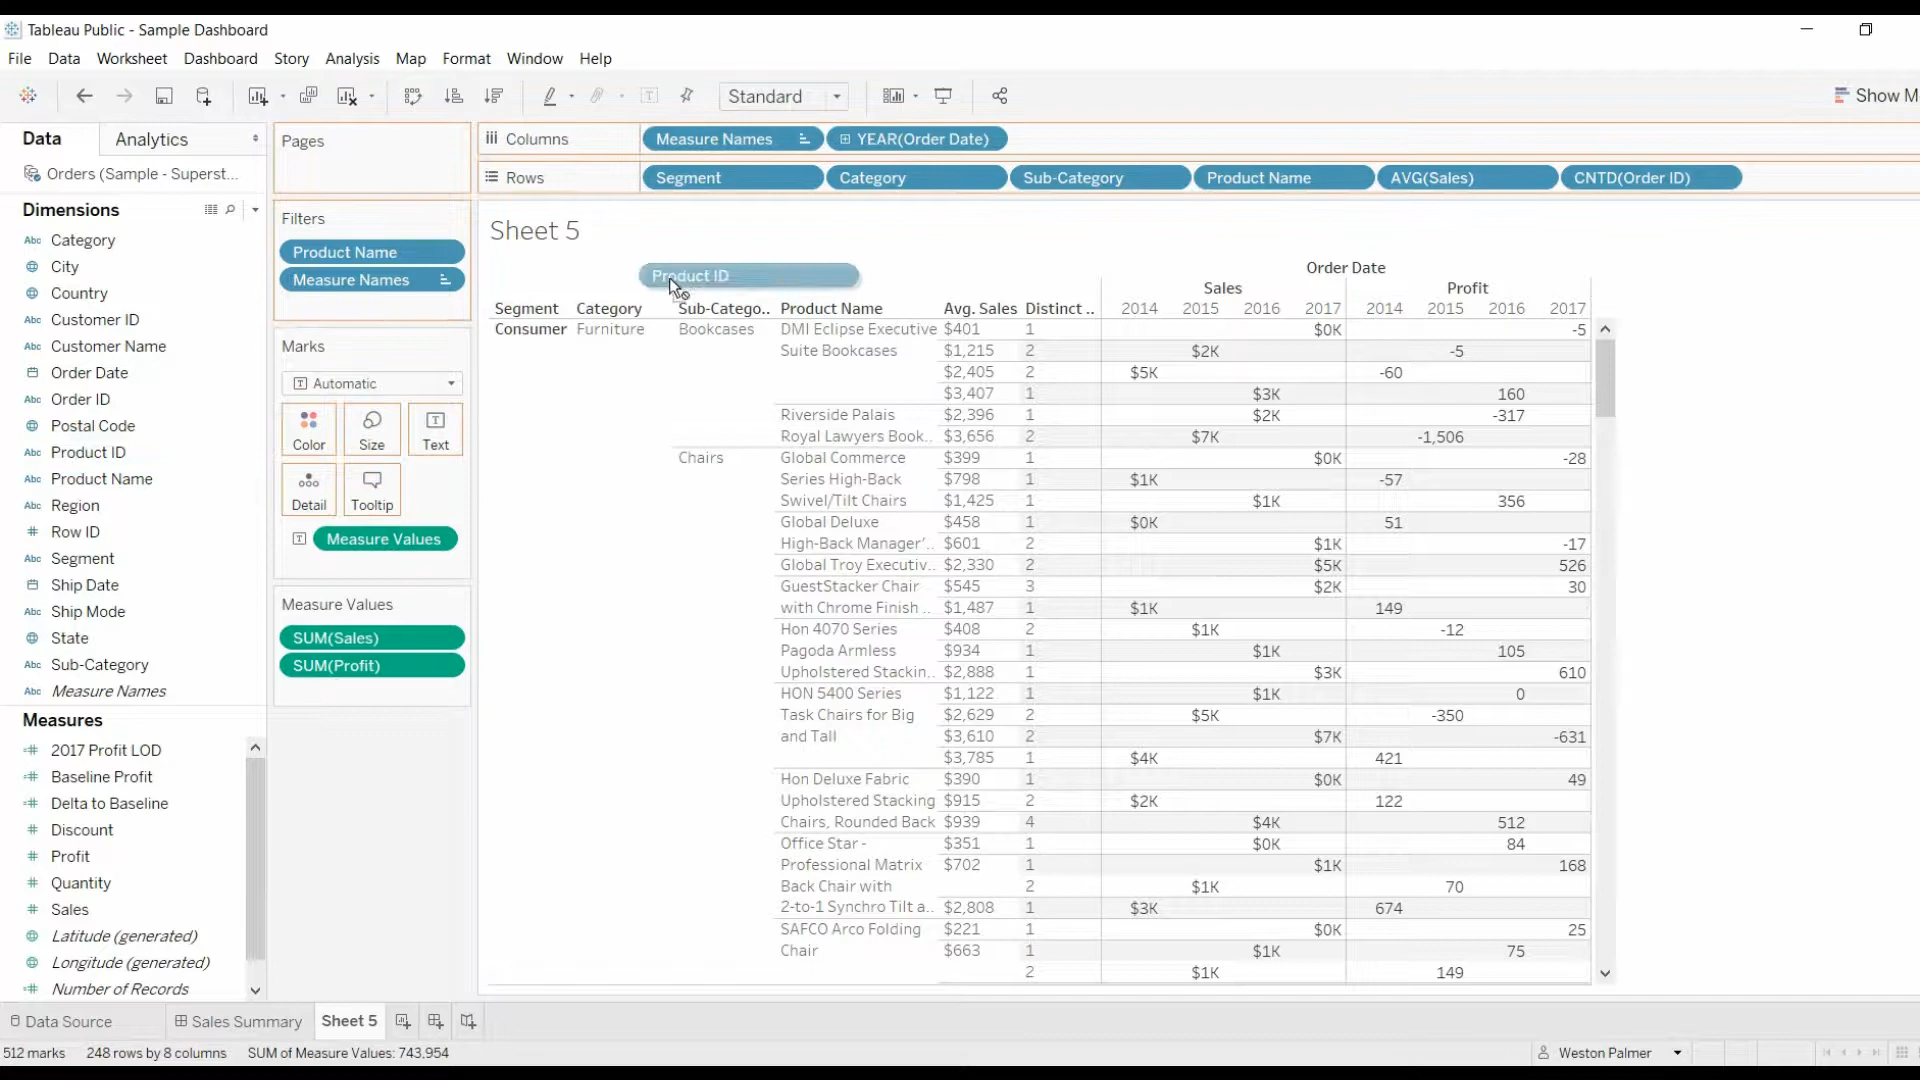 Tableau Public - Sample Dashboard
File Data Worksheet Dashboard Story Analysis Map Format Window Help
Standard
Show M
Data Analytics
Orders (Sample - Superst...
Dimensions
Abc Category
City
Country
Abc Customer ID
Abc Customer Name
Order Date
Abc Order ID
Postal Code
Abc Product ID
Abc Product Name
Abc Region
# Row ID
Abc Segment
Ship Date
Abc Ship Mode
State
Abc Sub-Category
Abc Measure Names
Measures
=# 2017 Profit LOD
=# Baseline Profit
=# Delta to Baseline
# Discount
# Profit
# Quantity
# Sales
Latitude (generated)
Longitude (generated)
=# Number of Records
Pages
Filters
Product Name
Measure Names
Marks
Automatic
Color Size Text
Detail Tooltip
Measure Values
Measure Values
SUM(Sales)
SUM(Profit)
Columns Measure Names YEAR(Order Date)
Rows Segment Category Sub-Category Product Name AVG(Sales) CNTD(Order ID)
Sheet 5
Product ID
Order Date
Sales Profit
Segment Category Sub-Catego.. Product Name Avg. Sales Distinct .. 2014 2015 2016 2017 2014 2015 2016 2017
Consumer Furniture Bookcases DMI Eclipse Executive $401 1 $0K -5
Suite Bookcases $1,215 2 $2K -5
$2,405 2 $5K -60
$3,407 1 $3K 160
Riverside Palais $2,396 1 $2K -317
Royal Lawyers Book.. $3,656 2 $7K -1,506
Chairs Global Commerce $399 1 $0K -28
Series High-Back $798 1 $1K -57
Swivel/Tilt Chairs $1,425 1 $1K 356
Global Deluxe $458 1 $0K 51
High-Back Manager'.. $601 2 $1K -17
Global Troy Executiv.. $2,330 2 $5K 526
GuestStacker Chair $545 3 $2K 30
with Chrome Finish .. $1,487 1 $1K 149
Hon 4070 Series $408 2 $1K -12
Pagoda Armless $934 1 $1K 105
Upholstered Stackin.. $2,888 1 $3K 610
HON 5400 Series $1,122 1 $1K 0
Task Chairs for Big $2,629 2 $5K -350
and Tall $3,610 2 $7K -631
$3,785 1 $4K 421
Hon Deluxe Fabric $390 1 $0K 49
Upholstered Stacking $915 2 $2K 122
Chairs, Rounded Back $939 4 $4K 512
Office Star - $351 1 $0K 84
Professional Matrix $702 1 $1K 168
Back Chair with 2 $1K 70
2-to-1 Synchro Tilt a.. $2,808 1 $3K 674
SAFCO Arco Folding $221 1 $0K 25
Chair $663 1 $1K 75
2 $1K 149
Data Source Sales Summary Sheet 5
512 marks 248 rows by 8 columns SUM of Measure Values: 743,954 Weston Palmer